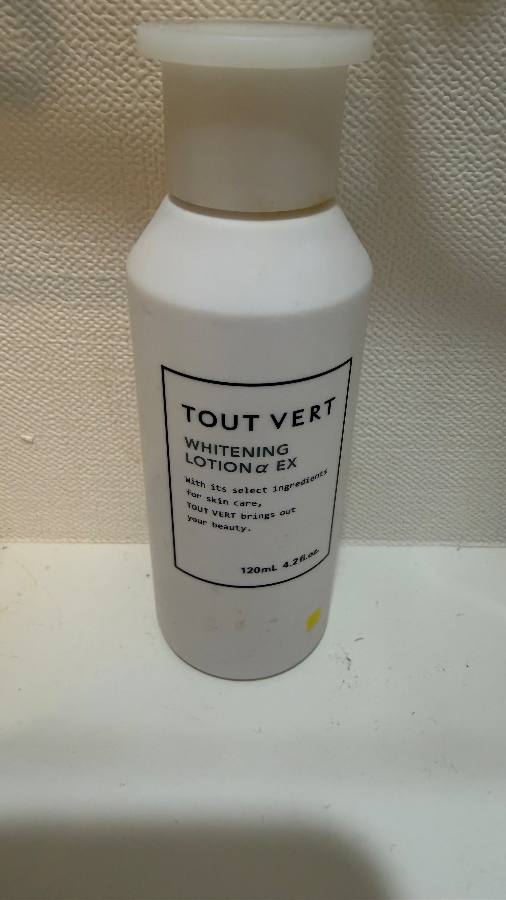 TOUT VERT
WHITENING
LOTION α EX
With its select ingredients
for skin care,
TOUT VERT brings out
your beauty.
120mL 4.2fl.oz.